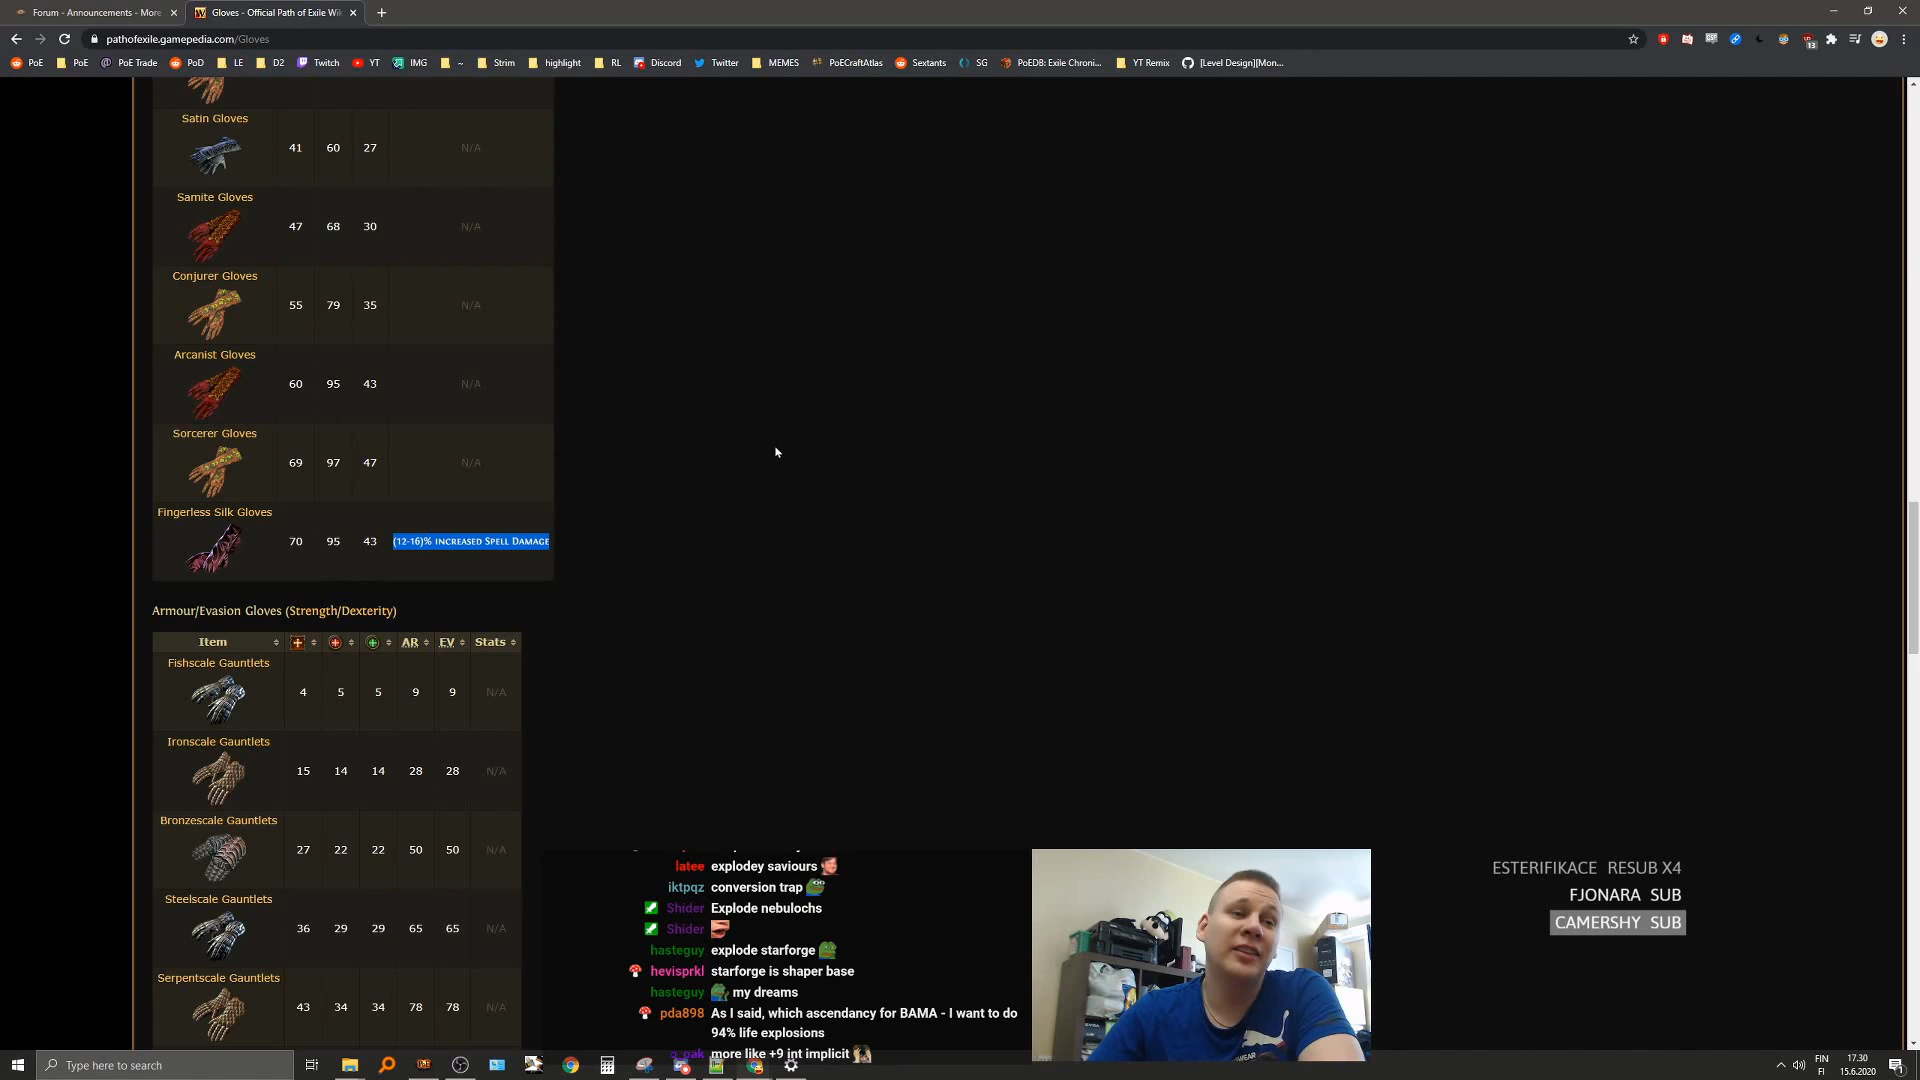 Forum - Announcements - More
Gloves - Official Path of Exile Wik
pathofexile.gamepedia.com/Gloves
PoE PoE PoE Trade PoD LE D2 Twitch YT IMG ~ Strim highlight RL Discord Twitter MEMES PoECraftAtlas Sextants SG PoEDB: Exile Chroni... YT Remix [Level Design][Mon...
13
Satin Gloves
41 60 27 N/A
Samite Gloves
47 68 30 N/A
Conjurer Gloves
55 79 35 N/A
Arcanist Gloves
60 95 43 N/A
Sorcerer Gloves
69 97 47 N/A
Fingerless Silk Gloves
70 95 43 (12-16)% INCREASED SPELL DAMAGE
Armour/Evasion Gloves (Strength/Dexterity)
Item AR EV Stats
Fishscale Gauntlets
4 5 5 9 9 N/A
Ironscale Gauntlets
15 14 14 28 28 N/A
Bronzescale Gauntlets
27 22 22 50 50 N/A
Steelscale Gauntlets
36 29 29 65 65 N/A
Serpentscale Gauntlets
43 34 34 78 78 N/A
latee explodey saviours
iktpqz conversion trap
Shider Explode nebulochs
Shider
hasteguy explode starforge
hevisprkl starforge is shaper base
hasteguy my dreams
pda898 As I said, which ascendancy for BAMA - I want to do
94% life explosions
more like +9 int implicit
ESTERIFIKACE RESUB X4
FJONARA SUB
CAMERSHY SUB
Type here to search
FIN
FI
17.30
15.6.2020